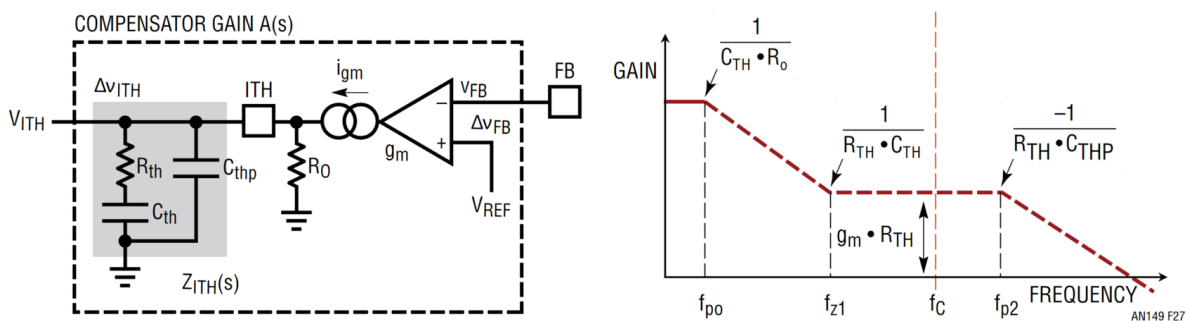 COMPENSATOR GAIN A(s)
ΔvITH
ITH
igm
FB
vFB
VITH
ΔvFB
−
+
gm
Rth
Cthp
RO
Cth
VREF
ZITH(s)
GAIN
1
CTH • Ro
1
RTH • CTH
−1
RTH • CTHP
gm • RTH
fpo
fz1
fC
fp2
FREQUENCY
AN149 F27